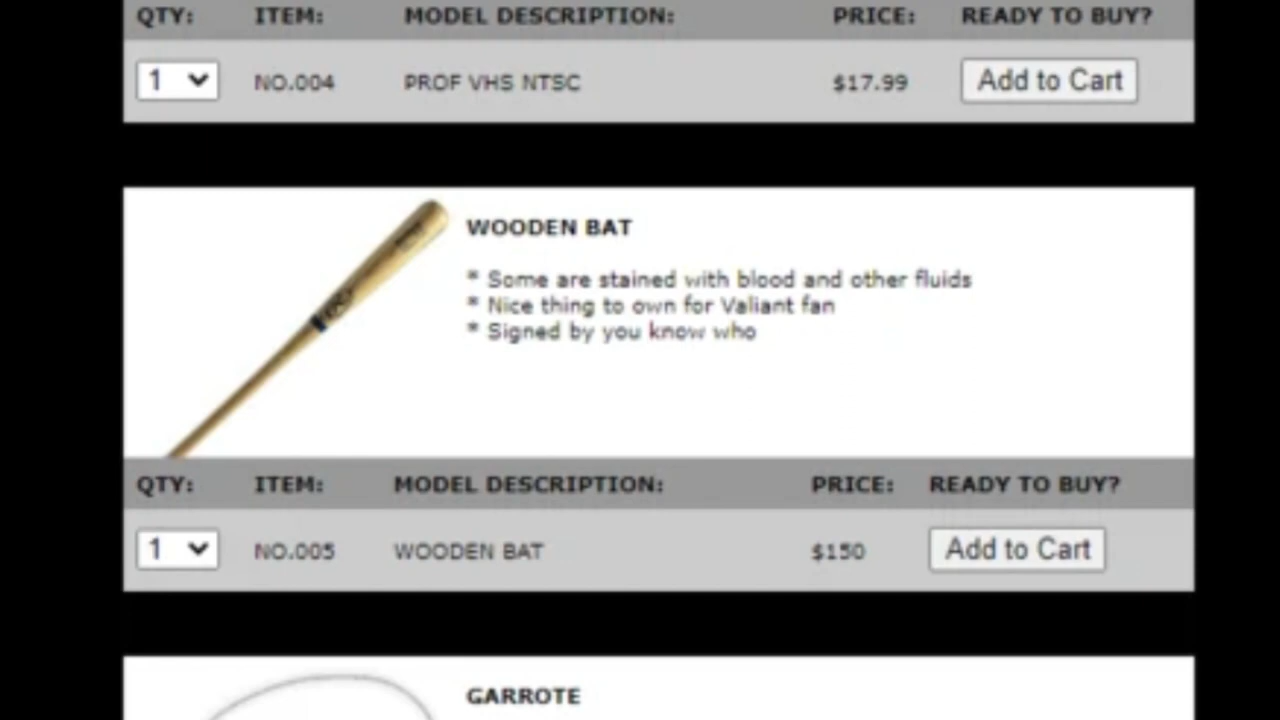 QTY: ITEM: MODEL DESCRIPTION: PRICE: READY TO BUY?
1 NO.004 PROF VHS NTSC $17.99 Add to Cart
WOODEN BAT
* Some are stained with blood and other fluids
* Nice thing to own for Valiant fan
* Signed by you know who
QTY: ITEM: MODEL DESCRIPTION: PRICE: READY TO BUY?
1 NO.005 WOODEN BAT $150 Add to Cart
GARROTE